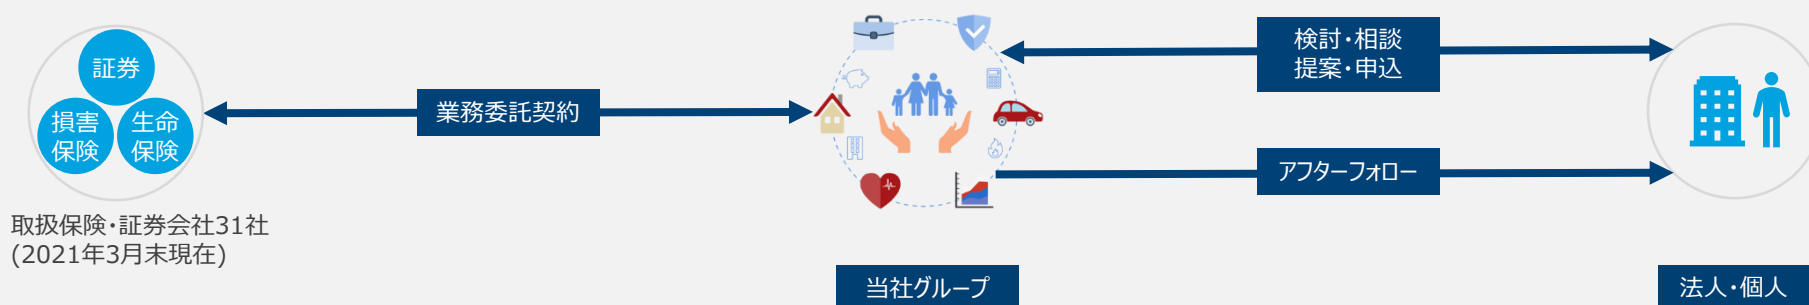 証券
損害
保険
生命
保険
取扱保険・証券会社31社
(2021年3月末現在)
業務委託契約
当社グループ
検討・相談
提案・申込
アフターフォロー
法人・個人